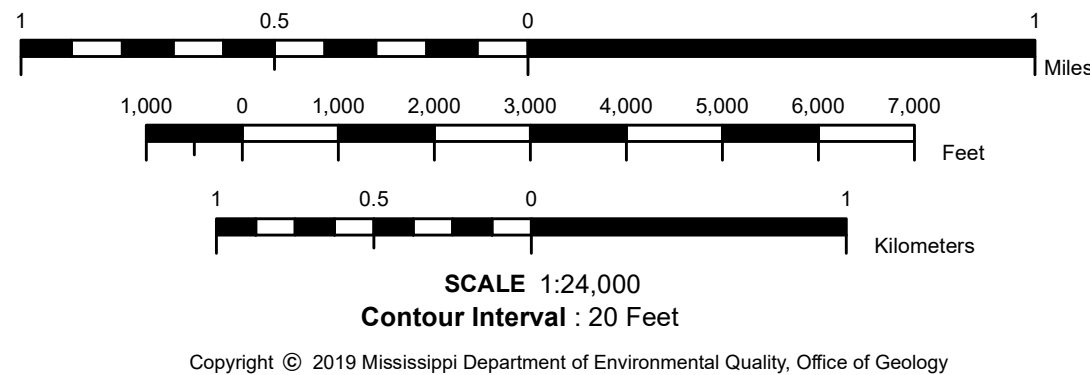 1 0.5 0 1
Miles
1,000 0 1,000 2,000 3,000 4,000 5,000 6,000 7,000
Feet
1 0.5 0 1
Kilometers
SCALE 1:24,000
Contour Interval : 20 Feet
Copyright © 2019 Mississippi Department of Environmental Quality, Office of Geology